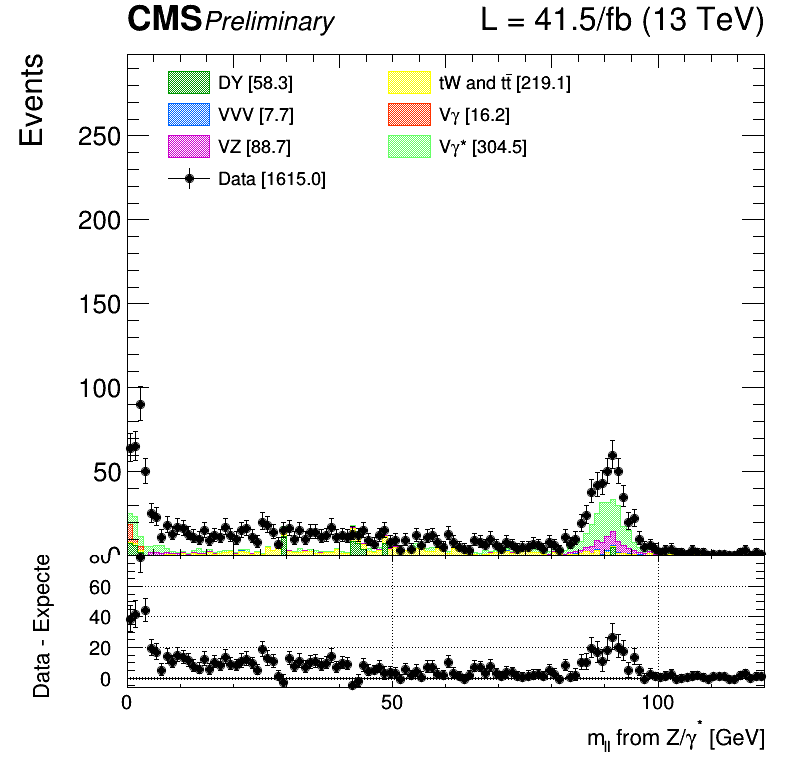 CMS Preliminary L = 41.5/fb (13 TeV)
Events
DY [58.3] tW and tt̄ [219.1]
VVV [7.7] Vγ [16.2]
VZ [88.7] Vγ* [304.5]
Data [1615.0]
250
200
150
100
50
Data - Expecte
60
40
20
0
0 50 100
m_ll from Z/γ* [GeV]